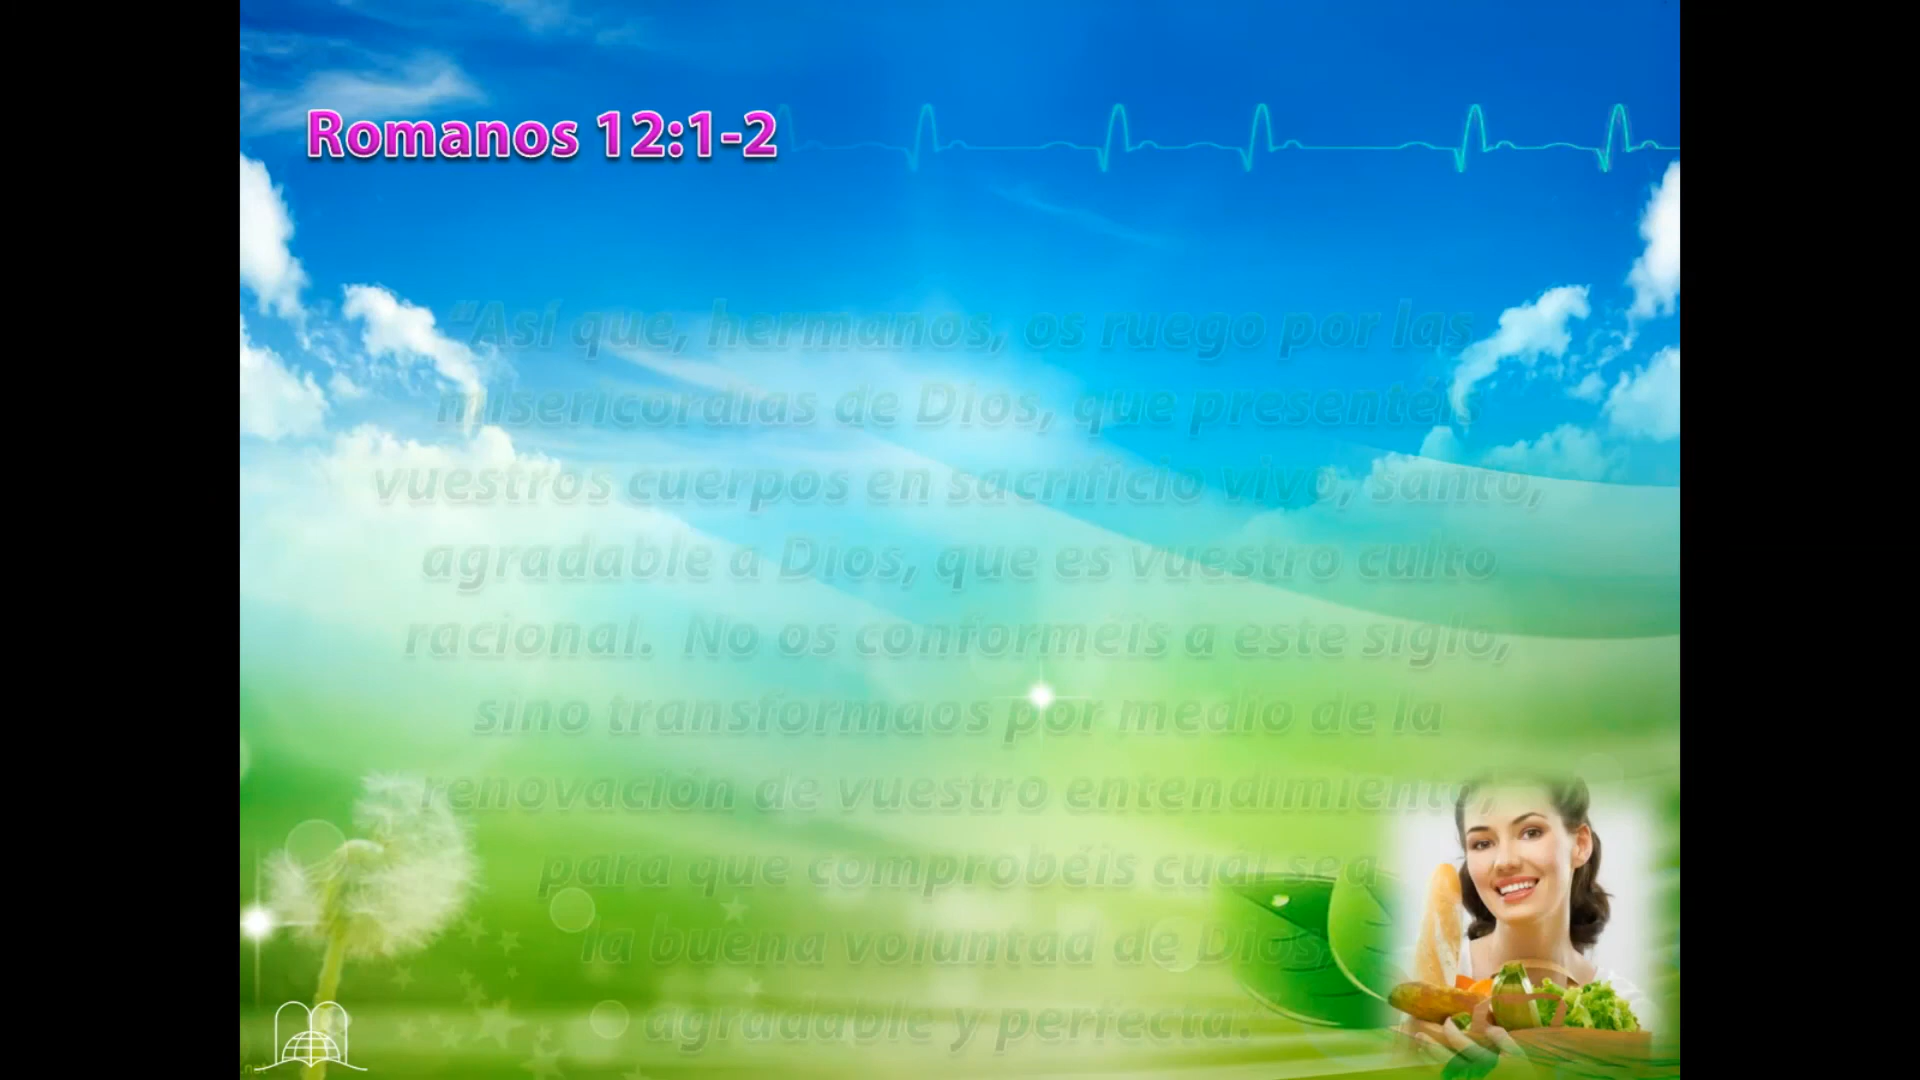 Romanos 12:1-2
“Así que, hermanos, os ruego por las
misericordias de Dios, que presentéis
vuestros cuerpos en sacrificio vivo, santo,
agradable a Dios, que es vuestro culto
racional. No os conforméis a este siglo,
sino transformaos por medio de la
renovación de vuestro entendimiento,
para que comprobéis cuál sea
la buena voluntad de Dios,
agradable y perfecta.”
.net